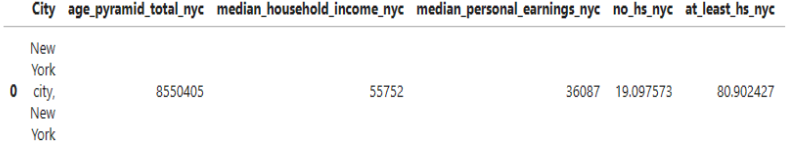 City age_pyramid_total_nyc median_household_income_nyc median_personal_earnings_nyc no_hs_nyc at_least_hs_nyc
New
York
0 city, 8550405 55752 36087 19.097573 80.902427
New
York